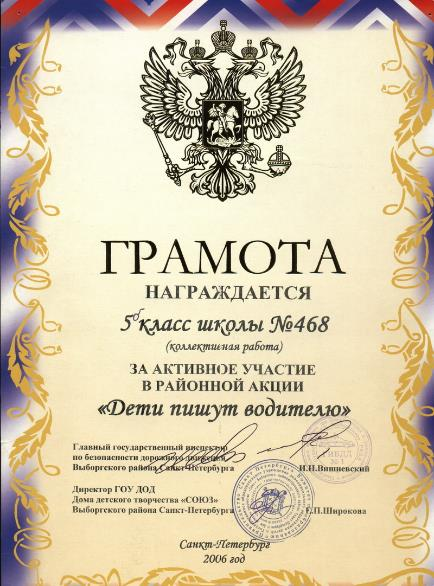 ГРАМОТА
НАГРАЖДАЕТСЯ
5б класс школы №468
(коллективная работа)
ЗА АКТИВНОЕ УЧАСТИЕ
В РАЙОННОЙ АКЦИИ
«Дети пишут водителю»
Главный государственный инспектор
по безопасности дорожного движения
Выборгского района Санкт-Петербурга И.Н.Вишневский
Директор ГОУ ДОД
Дома детского творчества «СОЮЗ»
Выборгского района Санкт-Петербурга Е.П.Широкова
ГИБДД
Санкт-Петербург
2006 год